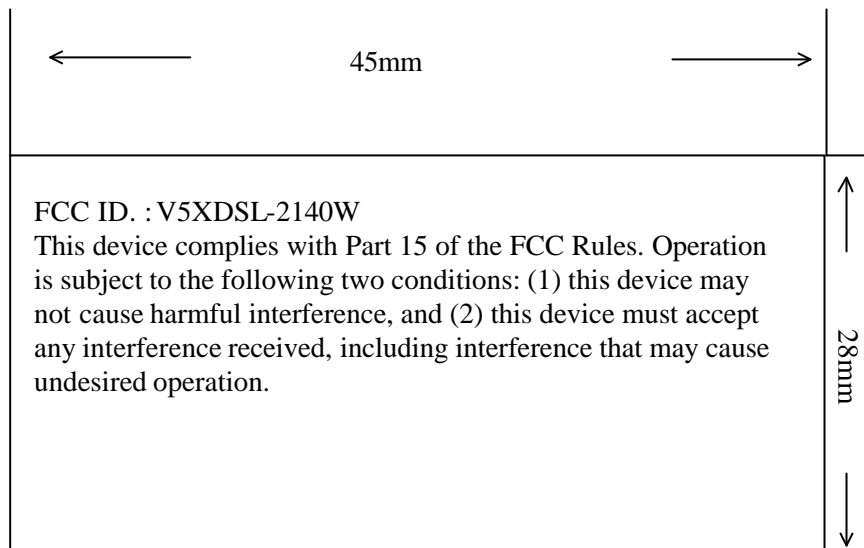 45mm
FCC ID. : V5XDSL-2140W
This device complies with Part 15 of the FCC Rules. Operation
is subject to the following two conditions: (1) this device may
not cause harmful interference, and (2) this device must accept
any interference received, including interference that may cause
undesired operation.
28mm